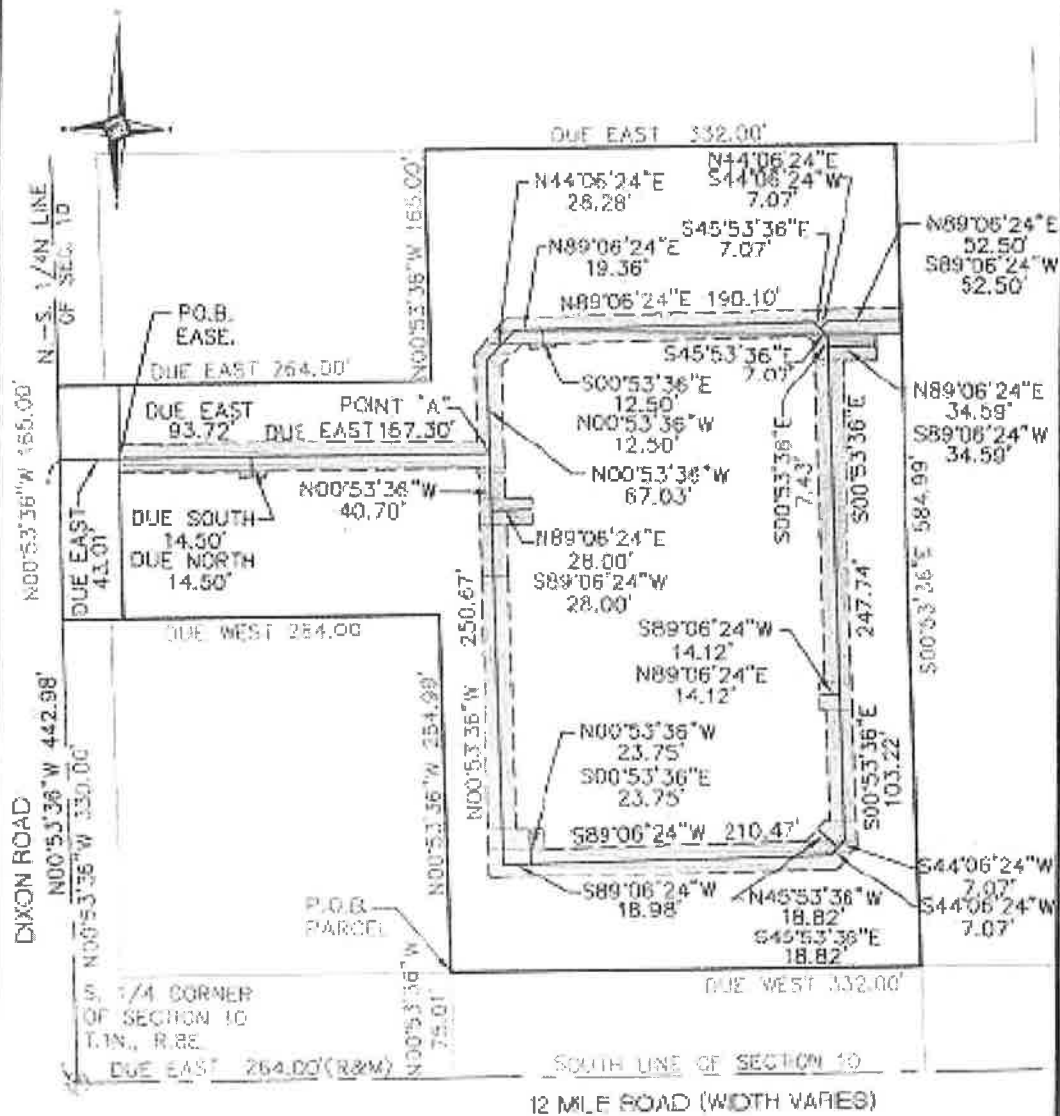 DUE EAST 332.00'
N44°06'24"E
28.28'
N44°06'24"E
S44°06'24"W
7.07'
S45°53'36"E
7.07'
N89°06'24"E
19.36'
N89°06'24"E 190.10'
N89°06'24"E
52.50'
S89°06'24"W
52.50'
N.-S. 1/4 LINE
OF SEC. 10
N00°53'36"W 165.00'
P.O.B.
EASE.
DUE EAST 264.00'
S45°53'36"E
7.07'
S00°53'36"E
12.50'
N00°53'36"W
12.50'
N89°06'24"E
34.59'
S89°06'24"W
34.59'
N00°53'36"W 165.00'
DUE EAST
93.72'
POINT "A"
DUE EAST 167.30'
N00°53'36"W
67.03'
S00°53'36"E
7.43'
S00°53'36"E
247.74'
S00°53'36"E 584.99'
N00°53'36"W
40.70'
DUE EAST
43.01'
DUE SOUTH
14.50'
DUE NORTH
14.50'
N89°06'24"E
28.00'
S89°06'24"W
28.00'
DUE WEST 264.00
N00°53'36"W 250.67'
S89°06'24"W
14.12'
N89°06'24"E
14.12'
DIXON ROAD
N00°53'36"W 442.98'
N00°53'36"W 330.00'
N00°53'36"W 254.99'
N00°53'36"W
23.75'
S00°53'36"E
23.75'
S00°53'36"E
103.22'
S89°06'24"W 210.47'
S89°06'24"W
18.98'
N45°53'36"W
18.82'
S45°53'36"E
18.82'
S44°06'24"W
7.07'
S44°06'24"W
7.07'
P.O.B.
PARCEL
DUE WEST 332.00'
S. 1/4 CORNER
OF SECTION 10
T.1N., R.8E.
N00°53'36"W
75.01'
DUE EAST 264.00'(R&M)
SOUTH LINE OF SECTION 10
12 MILE ROAD (WIDTH VARIES)